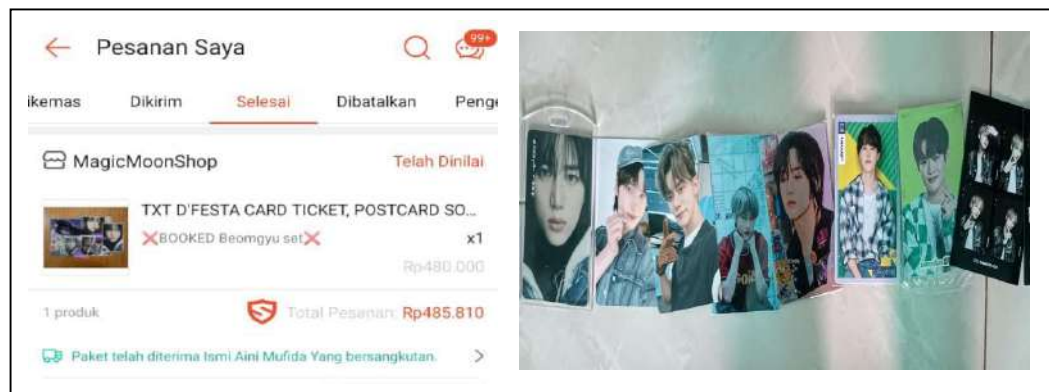 Pesanan Saya
99+
ikemas Dikirim Selesai Dibatalkan Penge
MagicMoonShop Telah Dinilai
TXT D'FESTA CARD TICKET, POSTCARD SO...
❌BOOKED Beomgyu set❌ x1
Rp480.000
1 produk Total Pesanan: Rp485.810
Paket telah diterima Ismi Aini Mufida Yang bersangkutan.